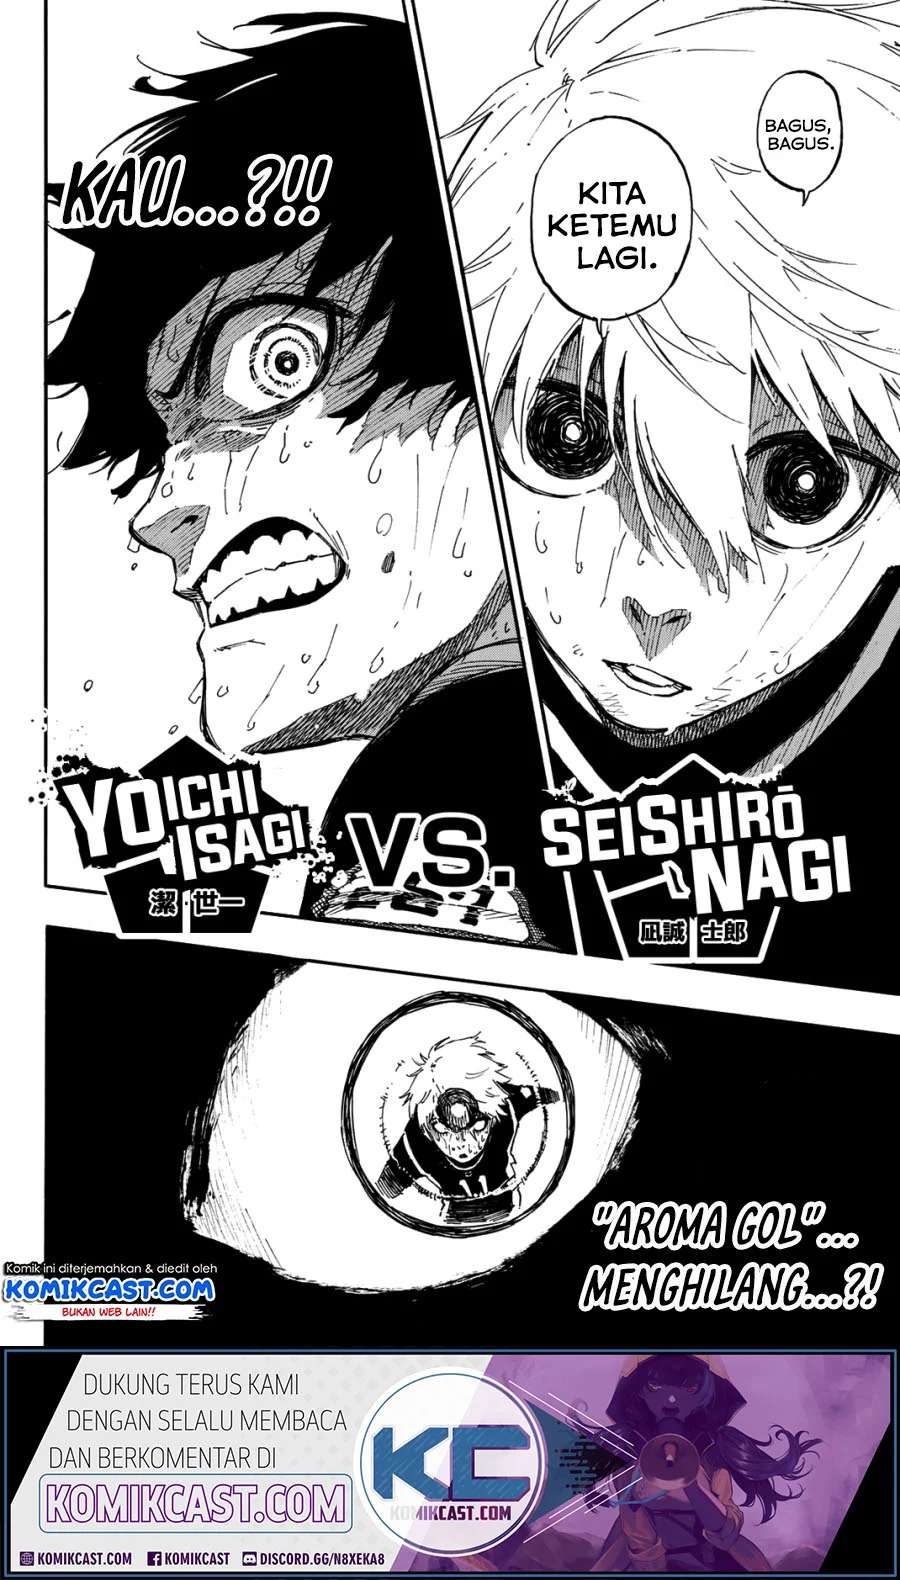 BAGUS,
BAGUS.
KITA
KETEMU
LAGI.
KAU...?!!
YOICHI
ISAGI
潔 世一
VS.
SEISHIRŌ
NAGI
凪誠 士郎
"AROMA GOL"...
MENGHILANG...?!
Komik ini diterjemahkan & diedit oleh
KOMIKCAST.COM
BUKAN WEB LAIN!!
DUKUNG TERUS KAMI
DENGAN SELALU MEMBACA
DAN BERKOMENTAR DI
KOMIKCAST.COM
KC
KOMIKCAST.COM
KOMIKCAST.COM KOMIKCAST DISCORD.GG/N8XEKA8